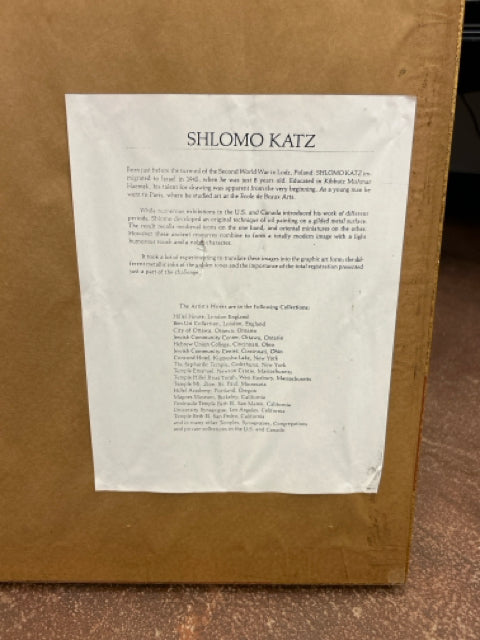 SHLOMO KATZ
Born just before the turmoil of the Second World War in Lodz, Poland. SHLOMO KATZ im-
migrated to Israel in 1945, when he was just 8 years old. Educated in Kibbutz Mishmar
Haemek, his talent for drawing was apparent from the very beginning. As a young man he
went to Paris, where he studied art at the Ecole de Beaux Arts.
While numerous exhibitions in the U.S. and Canada introduced his work of different
periods, Shlomo developed an original technique of oil painting on a gilded metal surface.
The result recalls medieval icons on the one hand, and oriental miniatures on the other.
However these ancient resources combine to form a totally modern image with a light
humorous touch and a naive character.
It took a lot of experimenting to translate these images into the graphic art form; the dif-
ferent metallic inks of the golden tones and the importance of the total registration presented
just a part of the challenge.
The Artist's Works are in the Following Collections:
Hillel House, London England
Ben Uri Collection, London, England
City of Ottawa, Ottawa, Ontario
Jewish Community Centre, Ottawa, Ontario
Hebrew Union College, Cincinnati, Ohio
Jewish Community Center, Cincinnati, Ohio
Concord Hotel, Kiamesha Lake, New York
The Sephardic Temple, Cedarhurst, New York
Temple Emanuel, Newton Centre, Massachusetts
Temple Hillel B'nai Torah, West Roxbury, Massachusetts
Temple Mt. Zion, St. Paul, Minnesota
Hillel Academy, Portland, Oregon
Magnes Museum, Berkeley, California
Peninsula Temple Beth El, San Mateo, California
University Synagogue, Los Angeles, California
Temple Beth El, San Pedro, California
and in many other Temples, Synagogues, Congregations
and private collections in the U.S. and Canada